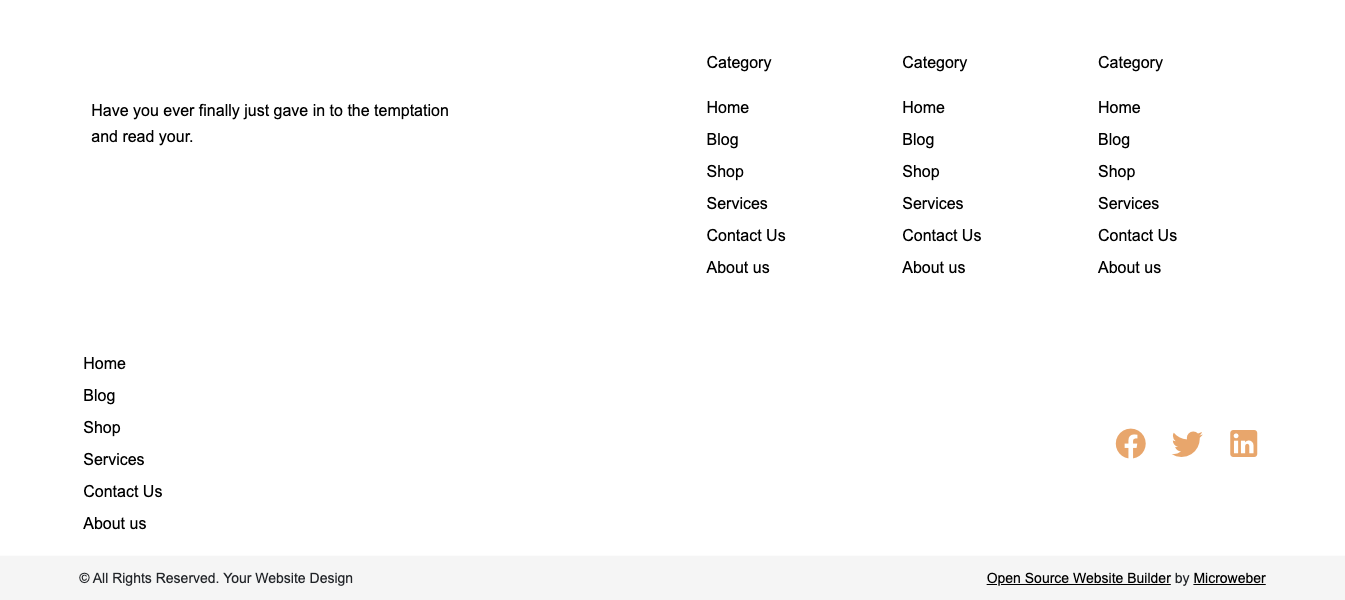 Have you ever finally just gave in to the temptation
and read your.
Category
Home
Blog
Shop
Services
Contact Us
About us
Category
Home
Blog
Shop
Services
Contact Us
About us
Category
Home
Blog
Shop
Services
Contact Us
About us
Home
Blog
Shop
Services
Contact Us
About us
© All Rights Reserved. Your Website Design
Open Source Website Builder by Microweber